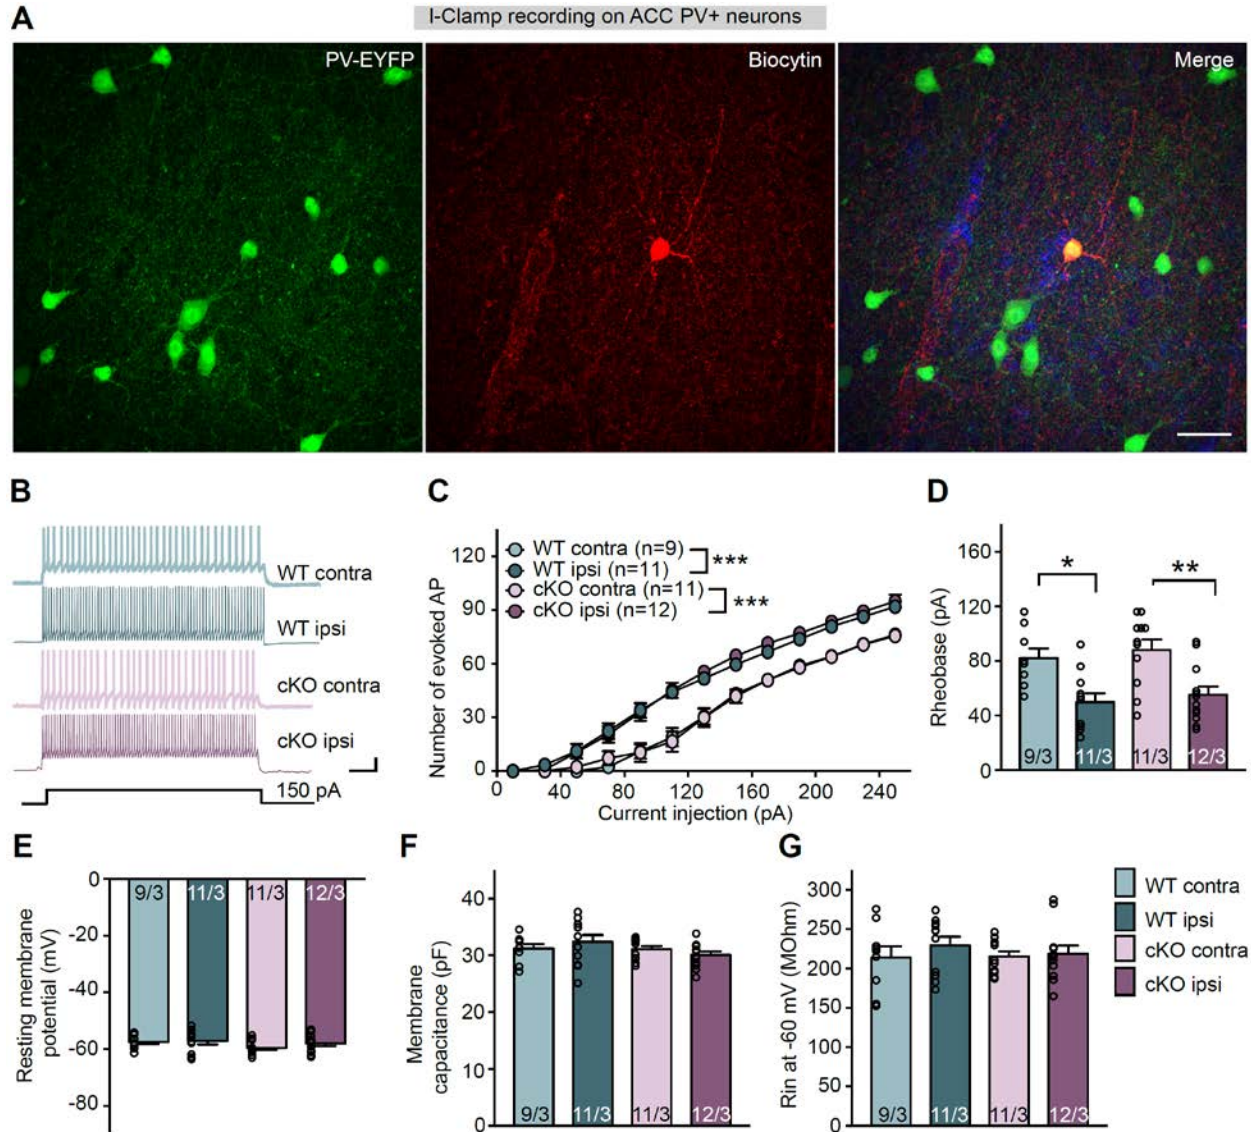 A
I-Clamp recording on ACC PV+ neurons
PV-EYFP
Biocytin
Merge
B
WT contra
WT ipsi
cKO contra
cKO ipsi
150 pA
C
Number of evoked AP
120
90
60
30
0
WT contra (n=9)
WT ipsi (n=11)
cKO contra (n=11)
cKO ipsi (n=12)
***
***
0 40 80 120 160 200 240
Current injection (pA)
D
Rheobase (pA)
160
120
80
40
0
*
**
9/3 11/3 11/3 12/3
E
Resting membrane
potential (mV)
0
-20
-40
-60
-80
9/3 11/3 11/3 12/3
F
Membrane
capacitance (pF)
40
30
20
10
0
9/3 11/3 11/3 12/3
G
Rin at -60 mV (MOhm)
300
250
200
150
100
50
0
9/3 11/3 11/3 12/3
WT contra
WT ipsi
cKO contra
cKO ipsi